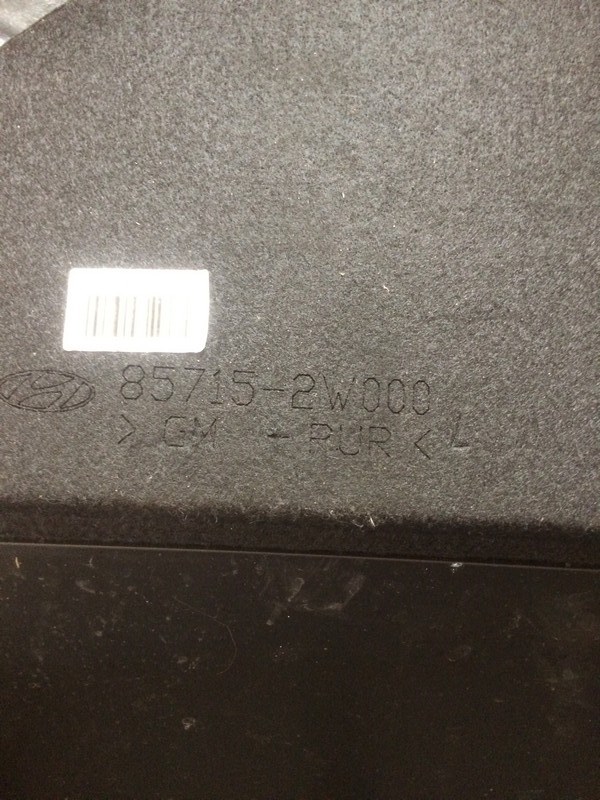 85715-2W000
> GM + PUR < L